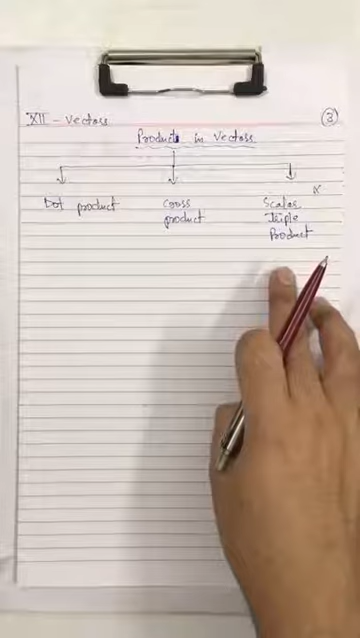 XII - Vectors
3
Products in Vectors
Dot product
Cross
product
Scalar
Triple
Product